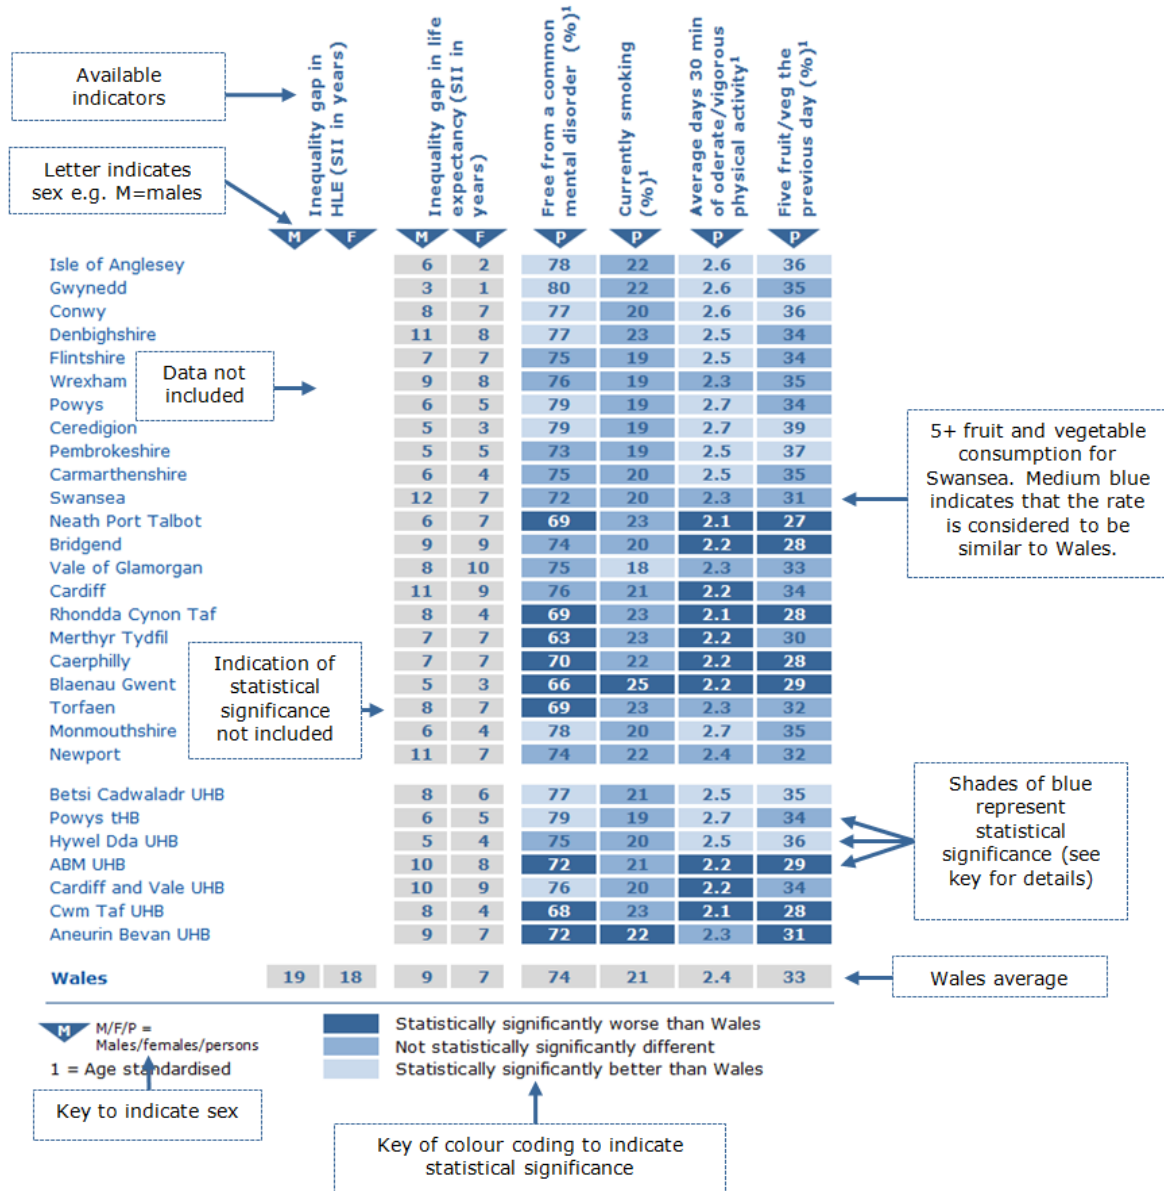 Available
indicators
Letter indicates
sex e.g. M=males
Inequality gap in
HLE (SII in years)
Inequality gap in life
expectancy (SII in
years)
Free from a common
mental disorder (%)¹
Currently smoking
(%)¹
Average days 30 min
of oderate/vigorous
physical activity¹
Five fruit/veg the
previous day (%)¹
M F M F P P P P
Isle of Anglesey 6 2 78 22 2.6 36
Gwynedd 3 1 80 22 2.6 35
Conwy 8 7 77 20 2.6 36
Denbighshire 11 8 77 23 2.5 34
Flintshire 7 7 75 19 2.5 34
Wrexham 9 8 76 19 2.3 35
Powys 6 5 79 19 2.7 34
Ceredigion 5 3 79 19 2.7 39
Pembrokeshire 5 5 73 19 2.5 37
Carmarthenshire 6 4 75 20 2.5 35
Swansea 12 7 72 20 2.3 31
Neath Port Talbot 6 7 69 23 2.1 27
Bridgend 9 9 74 20 2.2 28
Vale of Glamorgan 8 10 75 18 2.3 33
Cardiff 11 9 76 21 2.2 34
Rhondda Cynon Taf 8 4 69 23 2.1 28
Merthyr Tydfil 7 7 63 23 2.2 30
Caerphilly 7 7 70 22 2.2 28
Blaenau Gwent 5 3 66 25 2.2 29
Torfaen 8 7 69 23 2.3 32
Monmouthshire 6 4 78 20 2.7 35
Newport 11 7 74 22 2.4 32
Betsi Cadwaladr UHB 8 6 77 21 2.5 35
Powys tHB 6 5 79 19 2.7 34
Hywel Dda UHB 5 4 75 20 2.5 36
ABM UHB 10 8 72 21 2.2 29
Cardiff and Vale UHB 10 9 76 20 2.2 34
Cwm Taf UHB 8 4 68 23 2.1 28
Aneurin Bevan UHB 9 7 72 22 2.3 31
Wales 19 18 9 7 74 21 2.4 33
Data not
included
Indication of
statistical
significance
not included
5+ fruit and vegetable
consumption for
Swansea. Medium blue
indicates that the rate
is considered to be
similar to Wales.
Shades of blue
represent
statistical
significance (see
key for details)
Wales average
M M/F/P =
Males/females/persons
1 = Age standardised
Statistically significantly worse than Wales
Not statistically significantly different
Statistically significantly better than Wales
Key to indicate sex
Key of colour coding to indicate
statistical significance